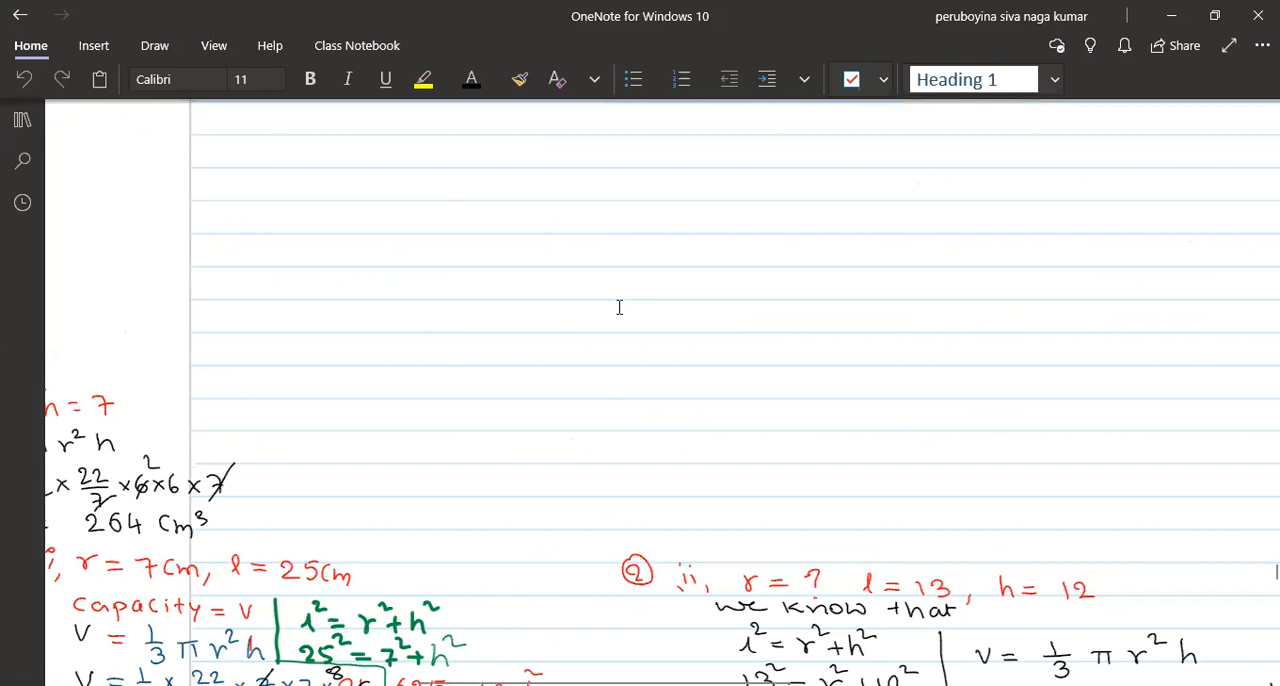 OneNote for Windows 10
peruboyina siva naga kumar
Home Insert Draw View Help Class Notebook
Share
Calibri 11 B I U A Heading 1
h = 7
r² h
× 22/7 × 6² × 6 × 7
264 cm³
r = 7cm, l = 25cm
capacity = v
V = 1/3 π r² h
l² = r² + h²
25² = 7² + h²
② ii, r = ? l = 13, h = 12
we know that
l² = r² + h²
V = 1/3 π r² h